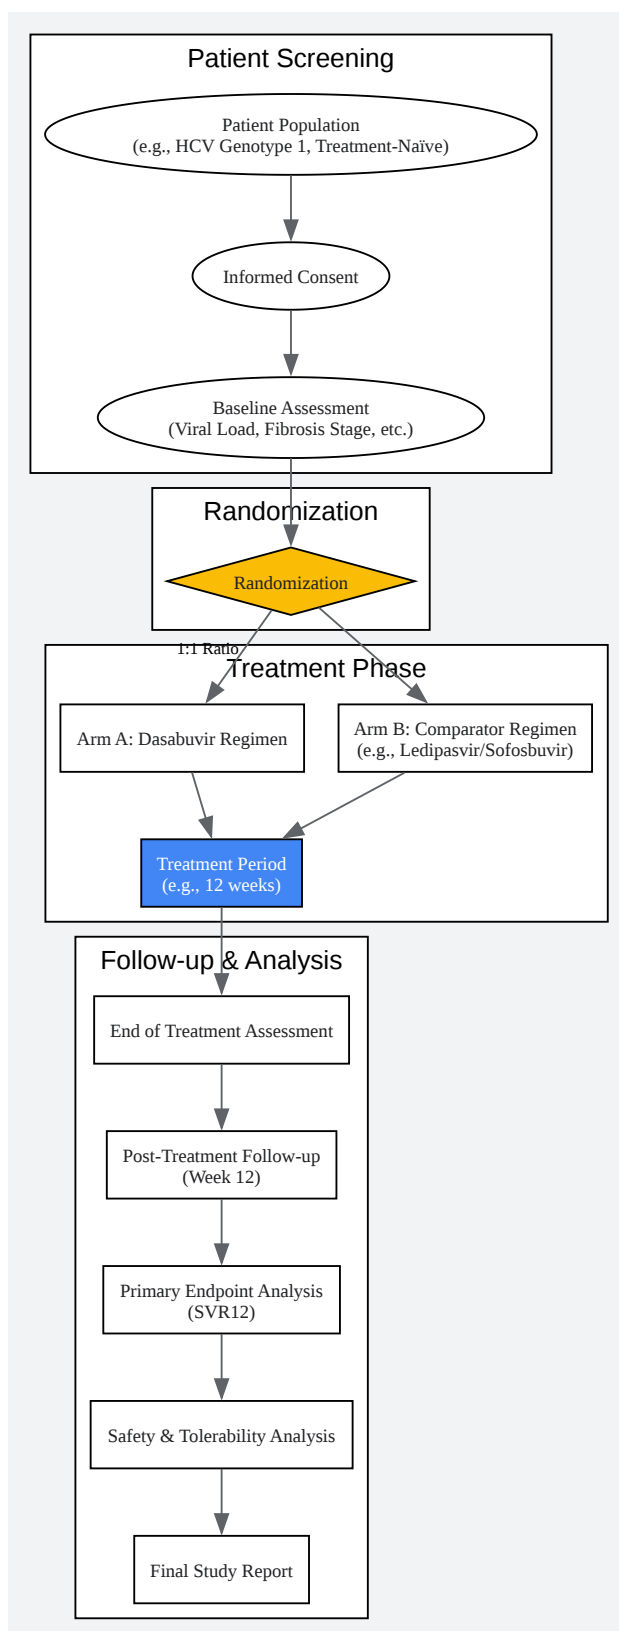 Patient Screening
Patient Population
(e.g., HCV Genotype 1, Treatment-Naïve)
Informed Consent
Baseline Assessment
(Viral Load, Fibrosis Stage, etc.)
Randomization
Randomization
1:1 Ratio
Treatment Phase
Arm A: Dasabuvir Regimen
Arm B: Comparator Regimen
(e.g., Ledipasvir/Sofosbuvir)
Treatment Period
(e.g., 12 weeks)
Follow-up & Analysis
End of Treatment Assessment
Post-Treatment Follow-up
(Week 12)
Primary Endpoint Analysis
(SVR12)
Safety & Tolerability Analysis
Final Study Report